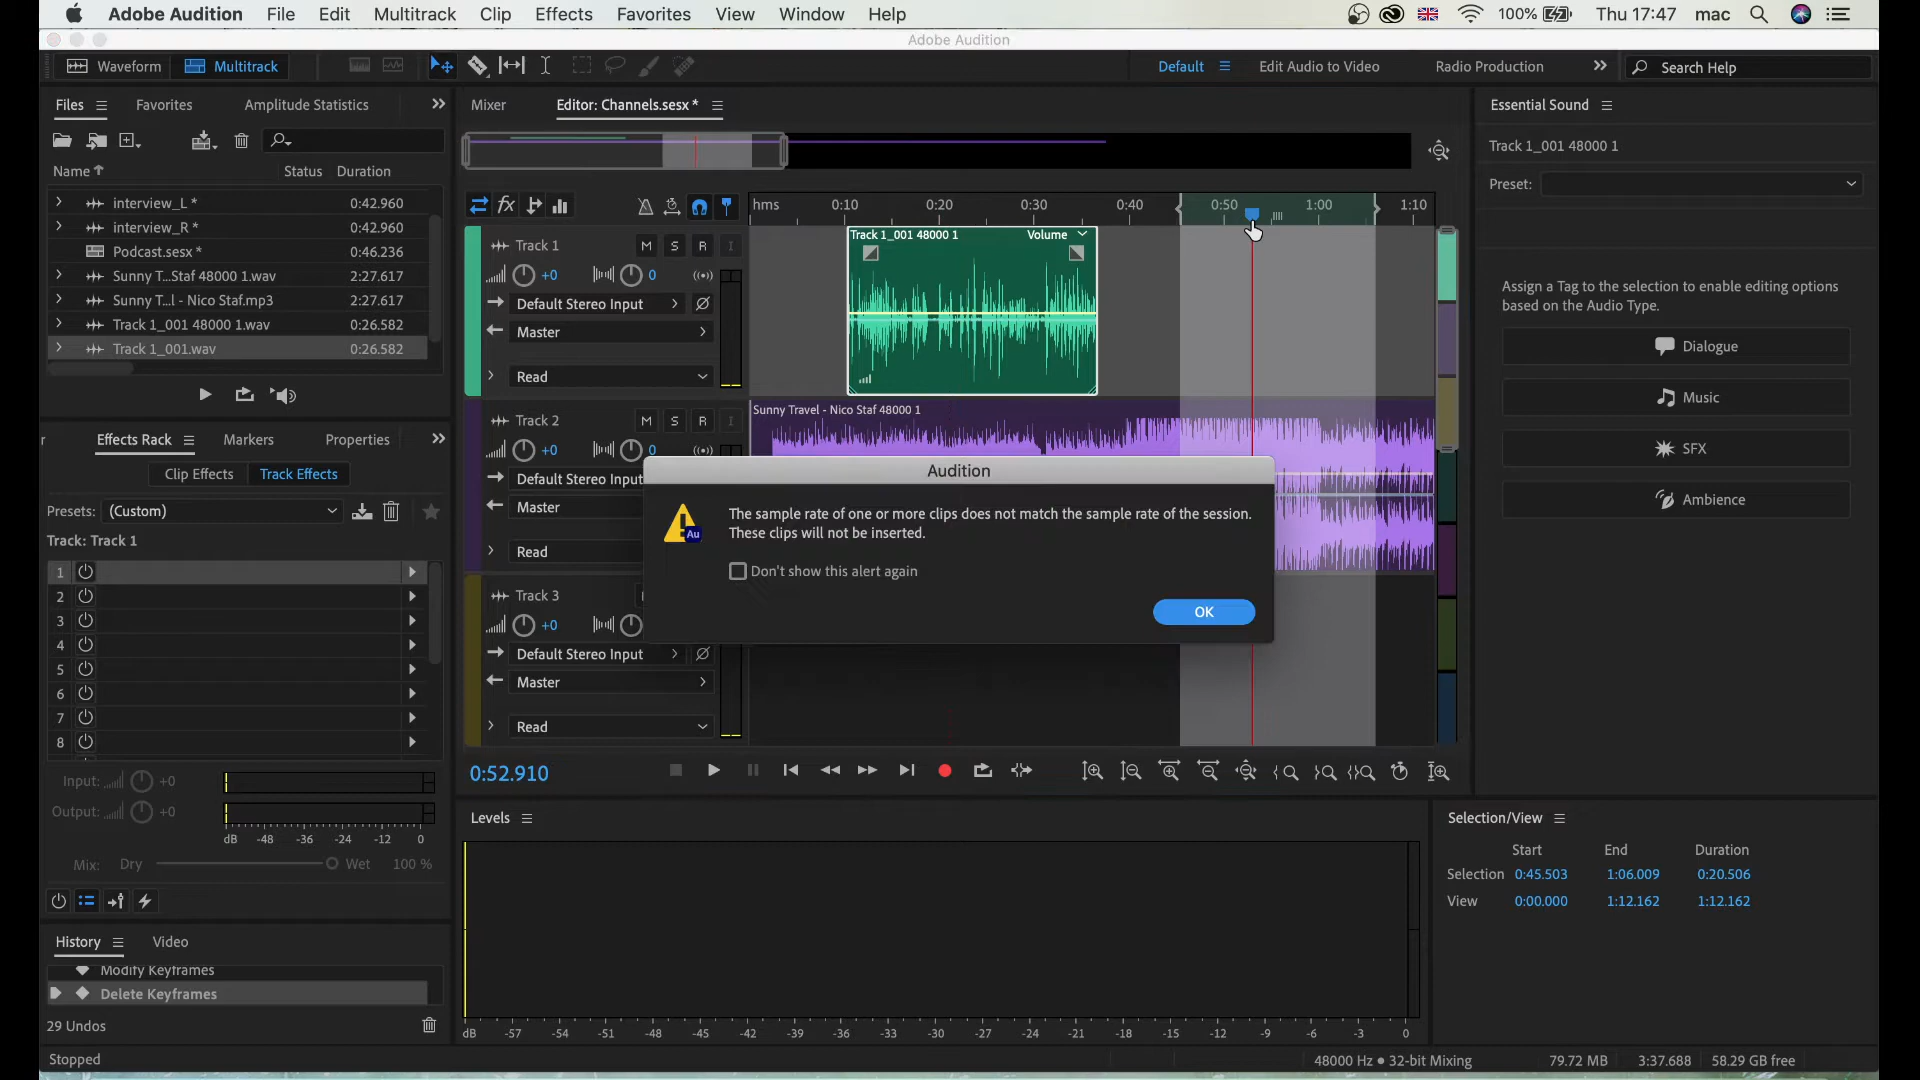 Adobe Audition File Edit Multitrack Clip Effects Favorites View Window Help 100% Thu 17:47 mac
Adobe Audition
Waveform Multitrack Default Edit Audio to Video Radio Production Search Help
Files Favorites Amplitude Statistics
Name Status Duration
interview_L * 0:42.960
interview_R * 0:42.960
Podcast.sesx * 0:46.236
Sunny T...Staf 48000 1.wav 2:27.617
Sunny T...l - Nico Staf.mp3 2:27.617
Track 1_001 48000 1.wav 0:26.582
Track 1_001.wav 0:26.582
Effects Rack Markers Properties
Clip Effects Track Effects
Presets: (Custom)
Track: Track 1
1
2
3
4
5
6
7
8
Input: +0
Output: +0
dB -48 -36 -24 -12 0
Mix: Dry Wet 100 %
History Video
Modify Keyframes
Delete Keyframes
29 Undos
Stopped
Mixer Editor: Channels.sesx *
fx
hms 0:10 0:20 0:30 0:40 0:50 1:00 1:10
Track 1 M S R I
+0 0
Default Stereo Input
Master
Read
Track 1_001 48000 1 Volume
Track 2 M S R I
+0 0
Default Stereo Input
Master
Read
Sunny Travel - Nico Staf 48000 1
Track 3
+0
Default Stereo Input
Master
Read
Audition
Au
The sample rate of one or more clips does not match the sample rate of the session.
These clips will not be inserted.
Don't show this alert again
OK
0:52.910
Levels
dB -57 -54 -51 -48 -45 -42 -39 -36 -33 -30 -27 -24 -21 -18 -15 -12 -9 -6 -3 0
Essential Sound
Track 1_001 48000 1
Preset:
Assign a Tag to the selection to enable editing options
based on the Audio Type.
Dialogue
Music
SFX
Ambience
Selection/View
Start End Duration
Selection 0:45.503 1:06.009 0:20.506
View 0:00.000 1:12.162 1:12.162
48000 Hz ● 32-bit Mixing 79.72 MB 3:37.688 58.29 GB free